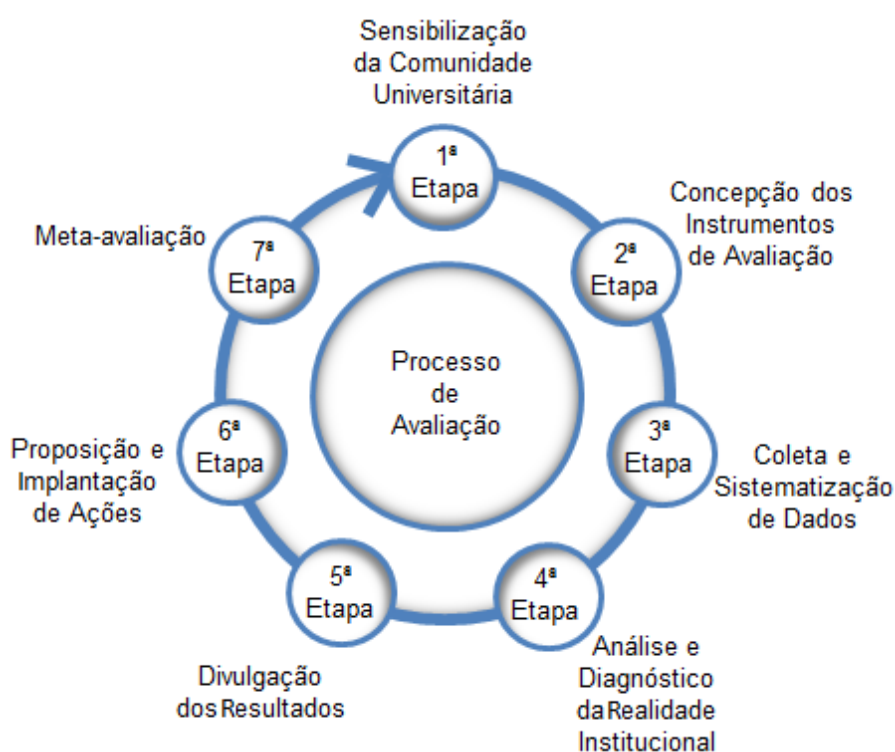 Sensibilização
da Comunidade
Universitária
1ª
Etapa
Concepção dos
Instrumentos
de Avaliação
2ª
Etapa
3ª
Etapa
Coleta e
Sistematização
de Dados
4ª
Etapa
Análise e
Diagnóstico
da Realidade
Institucional
5ª
Etapa
Divulgação
dos Resultados
6ª
Etapa
Proposição e
Implantação
de Ações
7ª
Etapa
Meta-avaliação
Processo
de
Avaliação